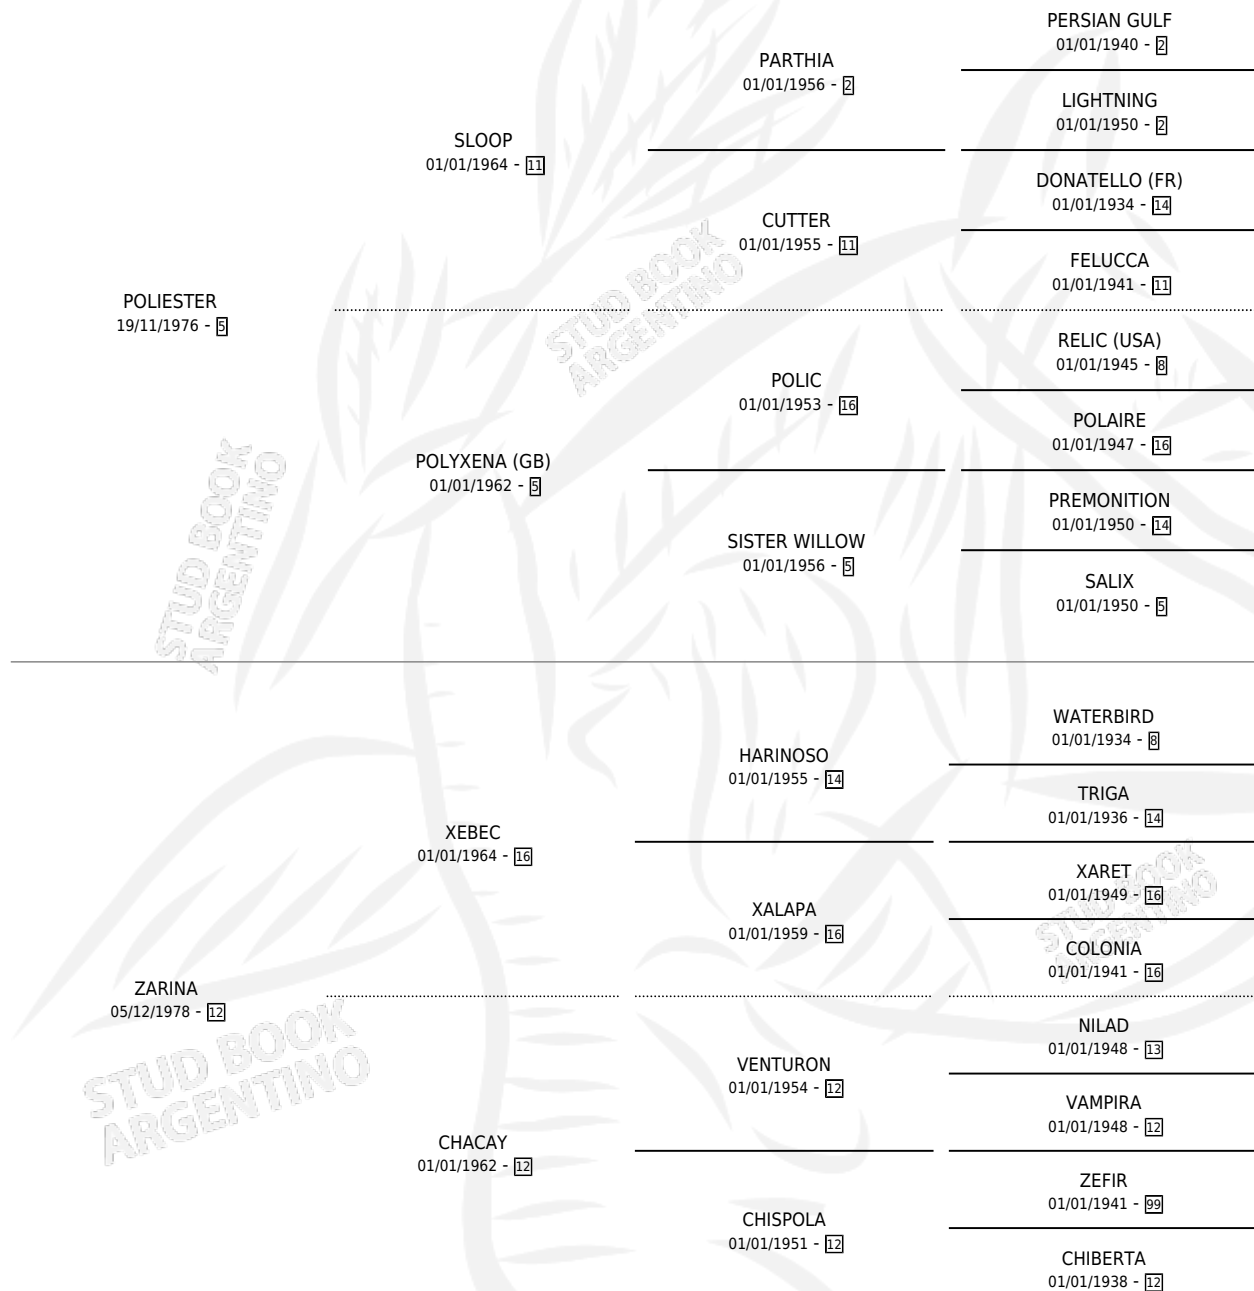 PERSIAN GULF
01/01/1940 - 2
PARTHIA
01/01/1956 - 2
LIGHTNING
01/01/1950 - 2
SLOOP
01/01/1964 - 11
DONATELLO (FR)
01/01/1934 - 14
CUTTER
01/01/1955 - 11
FELUCCA
01/01/1941 - 11
POLIESTER
19/11/1976 - 5
RELIC (USA)
01/01/1945 - 8
POLIC
01/01/1953 - 16
POLAIRE
01/01/1947 - 16
POLYXENA (GB)
01/01/1962 - 5
PREMONITION
01/01/1950 - 14
SISTER WILLOW
01/01/1956 - 5
SALIX
01/01/1950 - 5
STUD BOOK
ARGENTINO
STUD BOOK
ARGENTINO
WATERBIRD
01/01/1934 - 8
HARINOSO
01/01/1955 - 14
TRIGA
01/01/1936 - 14
XEBEC
01/01/1964 - 16
XARET
01/01/1949 - 16
XALAPA
01/01/1959 - 16
COLONIA
01/01/1941 - 16
ZARINA
05/12/1978 - 12
NILAD
01/01/1948 - 13
VENTURON
01/01/1954 - 12
VAMPIRA
01/01/1948 - 12
CHACAY
01/01/1962 - 12
ZEFIR
01/01/1941 - 99
CHISPOLA
01/01/1951 - 12
CHIBERTA
01/01/1938 - 12
STUD BOOK
ARGENTINO
STUD BOOK
ARGENTINO